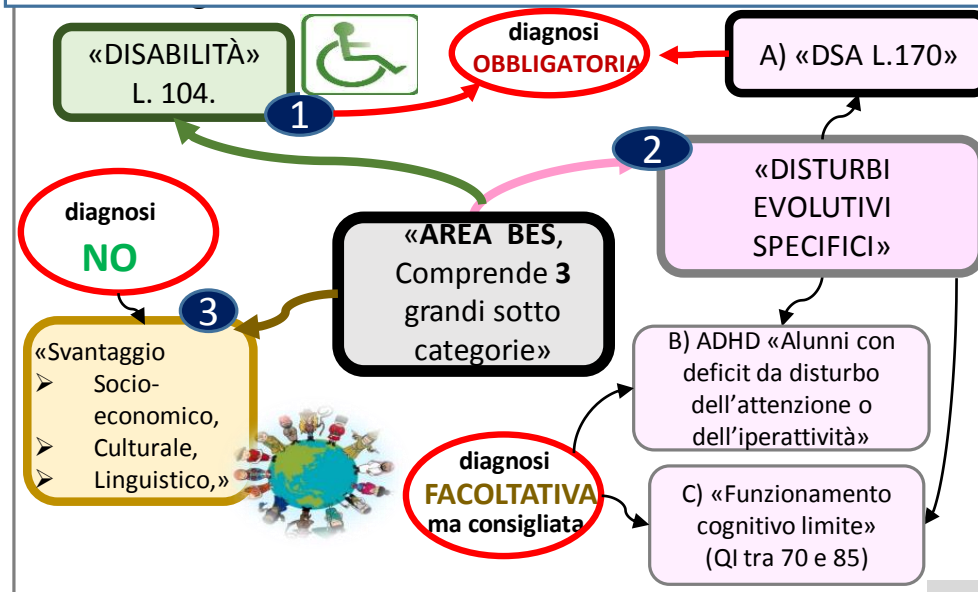 «DISABILITÀ»
L. 104.
1
diagnosi
OBBLIGATORIA
A) «DSA L.170»
2
«DISTURBI
EVOLUTIVI
SPECIFICI»
diagnosi
NO
«AREA BES,
Comprende 3
grandi sotto
categorie»
3
«Svantaggio
➤ Socio-
economico,
➤ Culturale,
➤ Linguistico,»
B) ADHD «Alunni con
deficit da disturbo
dell'attenzione o
dell'iperattività»
diagnosi
FACOLTATIVA
ma consigliata
C) «Funzionamento
cognitivo limite»
(QI tra 70 e 85)